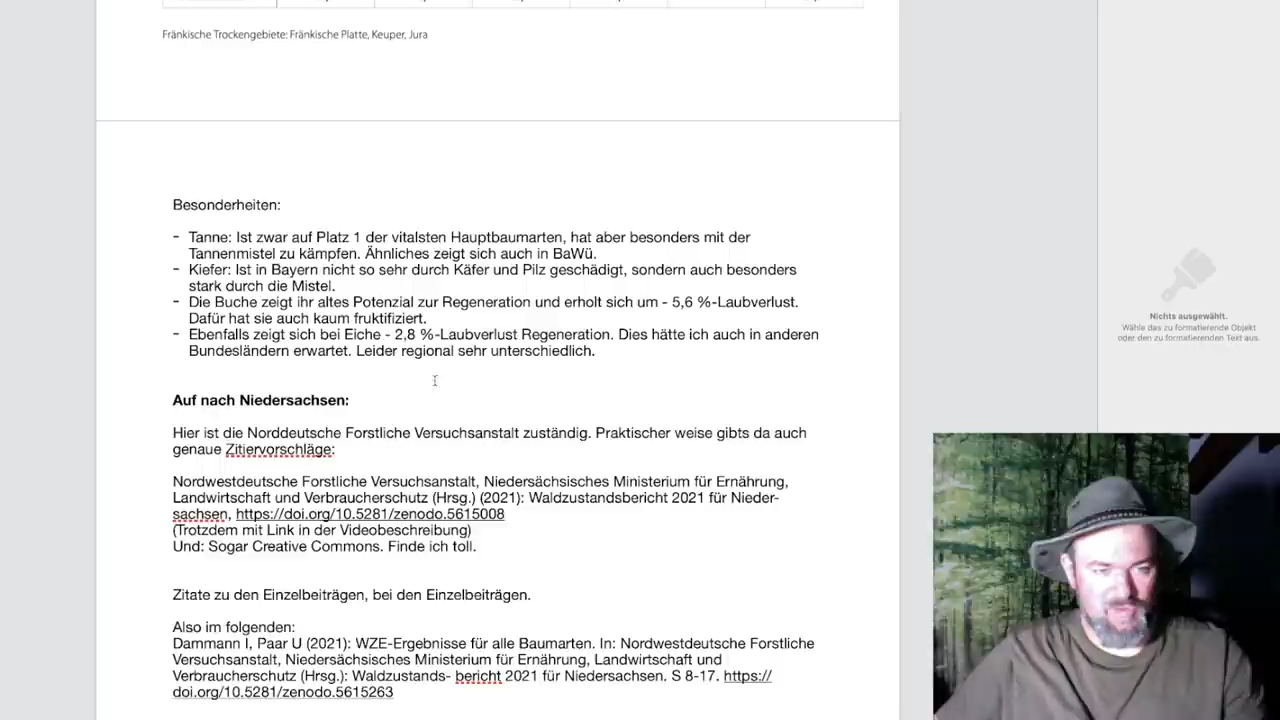 Fränkische Trockengebiete: Fränkische Platte, Keuper, Jura
Besonderheiten:
- Tanne: Ist zwar auf Platz 1 der vitalsten Hauptbaumarten, hat aber besonders mit der
Tannenmistel zu kämpfen. Ähnliches zeigt sich auch in BaWü.
- Kiefer: Ist in Bayern nicht so sehr durch Käfer und Pilz geschädigt, sondern auch besonders
stark durch die Mistel.
- Die Buche zeigt ihr altes Potenzial zur Regeneration und erholt sich um - 5,6 %-Laubverlust.
Dafür hat sie auch kaum fruktifiziert.
- Ebenfalls zeigt sich bei Eiche - 2,8 %-Laubverlust Regeneration. Dies hätte ich auch in anderen
Bundesländern erwartet. Leider regional sehr unterschiedlich.
Auf nach Niedersachsen:
Hier ist die Norddeutsche Forstliche Versuchsanstalt zuständig. Praktischer weise gibts da auch
genaue Zitiervorschläge:
Nordwestdeutsche Forstliche Versuchsanstalt, Niedersächsisches Ministerium für Ernährung,
Landwirtschaft und Verbraucherschutz (Hrsg.) (2021): Waldzustandsbericht 2021 für Nieder-
sachsen, https://doi.org/10.5281/zenodo.5615008
(Trotzdem mit Link in der Videobeschreibung)
Und: Sogar Creative Commons. Finde ich toll.
Zitate zu den Einzelbeiträgen, bei den Einzelbeiträgen.
Also im folgenden:
Dammann I, Paar U (2021): WZE-Ergebnisse für alle Baumarten. In: Nordwestdeutsche Forstliche
Versuchsanstalt, Niedersächsisches Ministerium für Ernährung, Landwirtschaft und
Verbraucherschutz (Hrsg.): Waldzustands- bericht 2021 für Niedersachsen. S 8-17. https://
doi.org/10.5281/zenodo.5615263
Nichts ausgewählt.
Wähle das zu formatierende Objekt
oder den zu formatierenden Text aus.